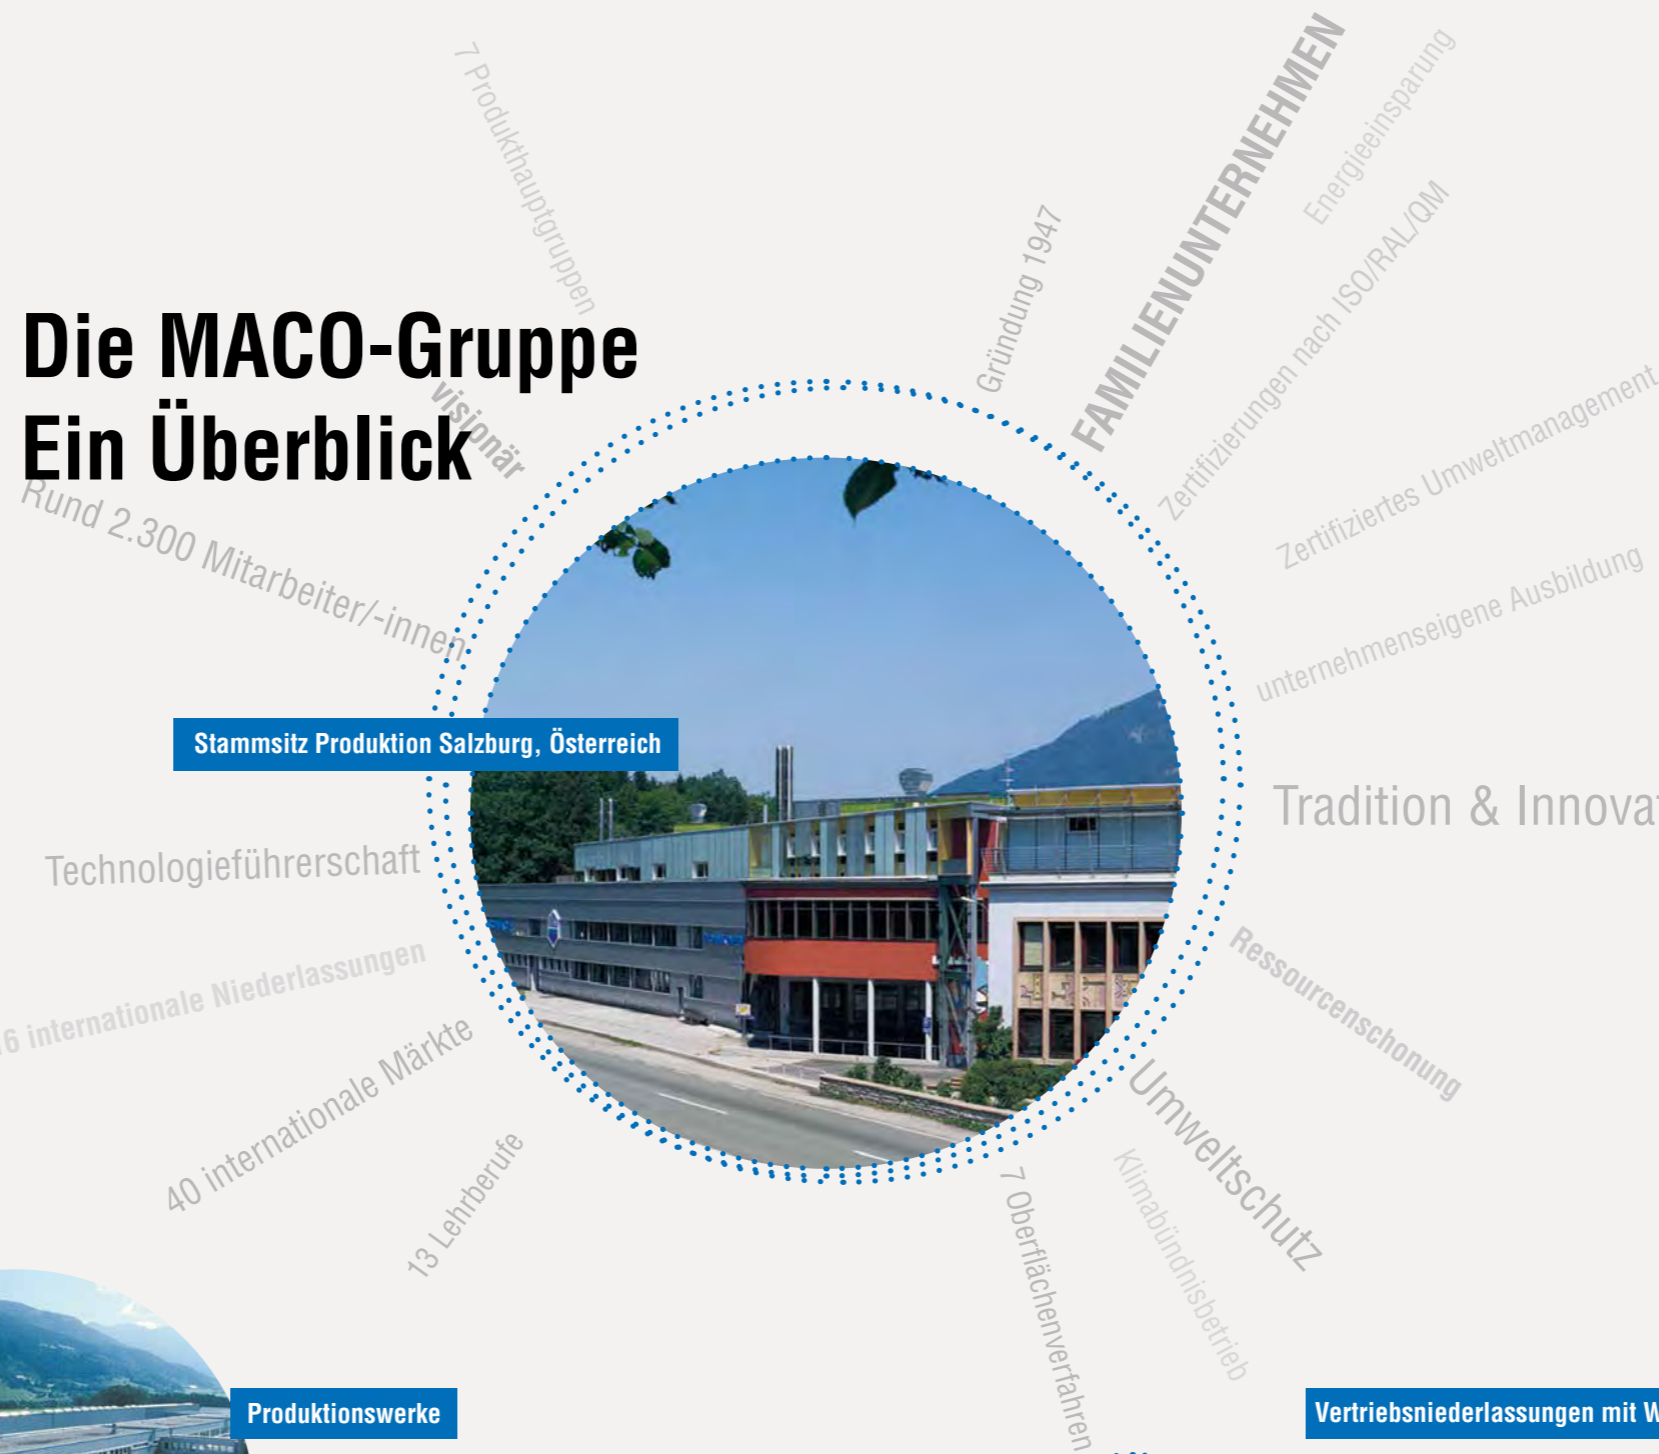 7 Produkthauptgruppen
FAMILIENUNTERNEHMEN
Energieeinsparung
Gründung 1947
Zertifizierungen nach ISO/RAL/QM
Die MACO-Gruppe
Ein Überblick
visionär
Zertifiziertes Umweltmanagement
Rund 2.300 Mitarbeiter/-innen
unternehmenseigene Ausbildung
Stammsitz Produktion Salzburg, Österreich
Tradition &
Technologieführerschaft
Ressourcenschonung
internationale Niederlassungen
40 internationale Märkte
Umweltschutz
13 Lehrberufe
Klimabündnisbetrieb
7 Oberflächenverfahren
Produktionswerke
Vertriebsniederlassungen mit